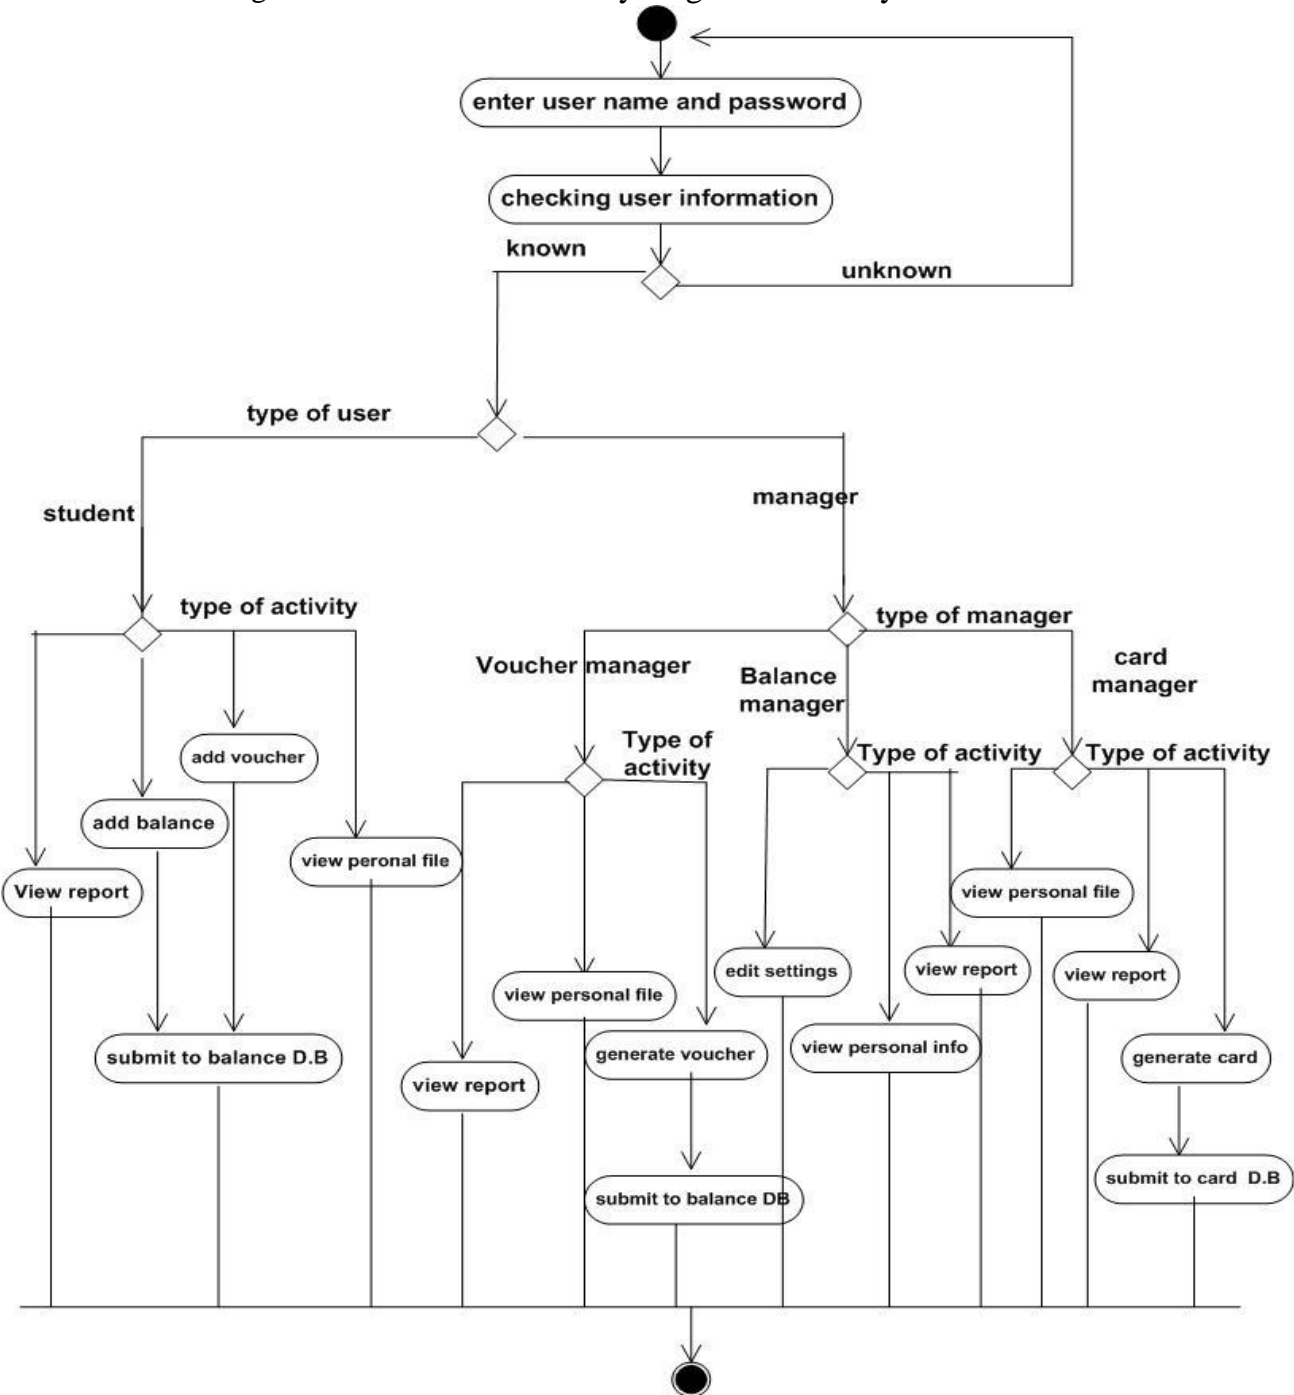 enter user name and password
checking user information
known
unknown
type of user
manager
student
type of activity
type of manager
Voucher manager
Balance
manager
card
manager
Type of
activity
Type of activity
Type of activity
add voucher
add balance
view peronal file
View report
view personal file
edit settings
view report
view report
view personal file
submit to balance D.B
generate voucher
view personal info
generate card
view report
submit to card D.B
submit to balance DB